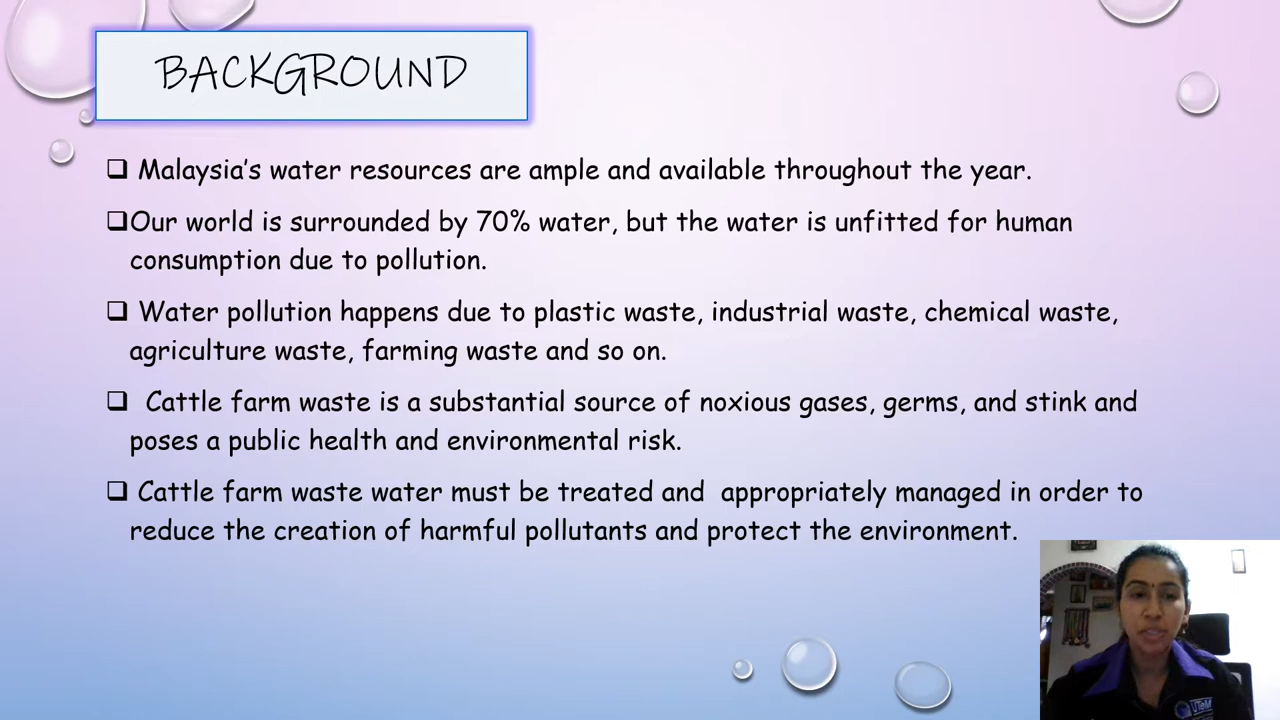 BACKGROUND
❑ Malaysia's water resources are ample and available throughout the year.
❑Our world is surrounded by 70% water, but the water is unfitted for human
consumption due to pollution.
❑ Water pollution happens due to plastic waste, industrial waste, chemical waste,
agriculture waste, farming waste and so on.
❑ Cattle farm waste is a substantial source of noxious gases, germs, and stink and
poses a public health and environmental risk.
❑ Cattle farm waste water must be treated and appropriately managed in order to
reduce the creation of harmful pollutants and protect the environment.
UTeM